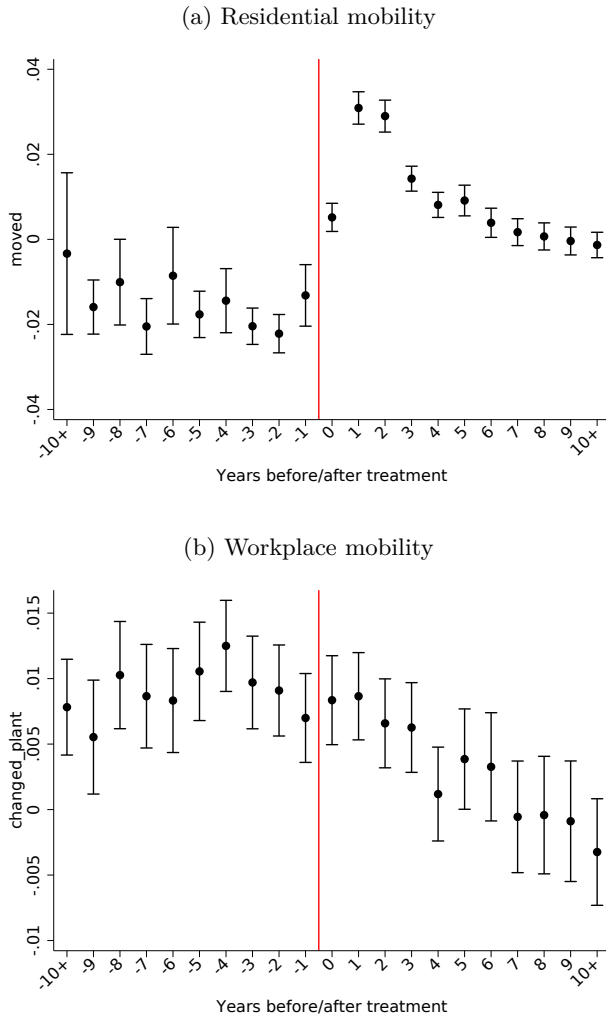 (a) Residential mobility
.04
.02
0
-.02
-.04
moved
-10+ -9 -8 -7 -6 -5 -4 -3 -2 -1 0 1 2 3 4 5 6 7 8 9 10+
Years before/after treatment
(b) Workplace mobility
.015
.01
.005
0
-.005
-.01
changed_plant
-10+ -9 -8 -7 -6 -5 -4 -3 -2 -1 0 1 2 3 4 5 6 7 8 9 10+
Years before/after treatment